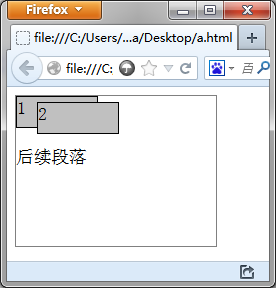 Firefox
file:///C:/Users/...a/Desktop/a.html
file:///C:
百
1
2
后续段落